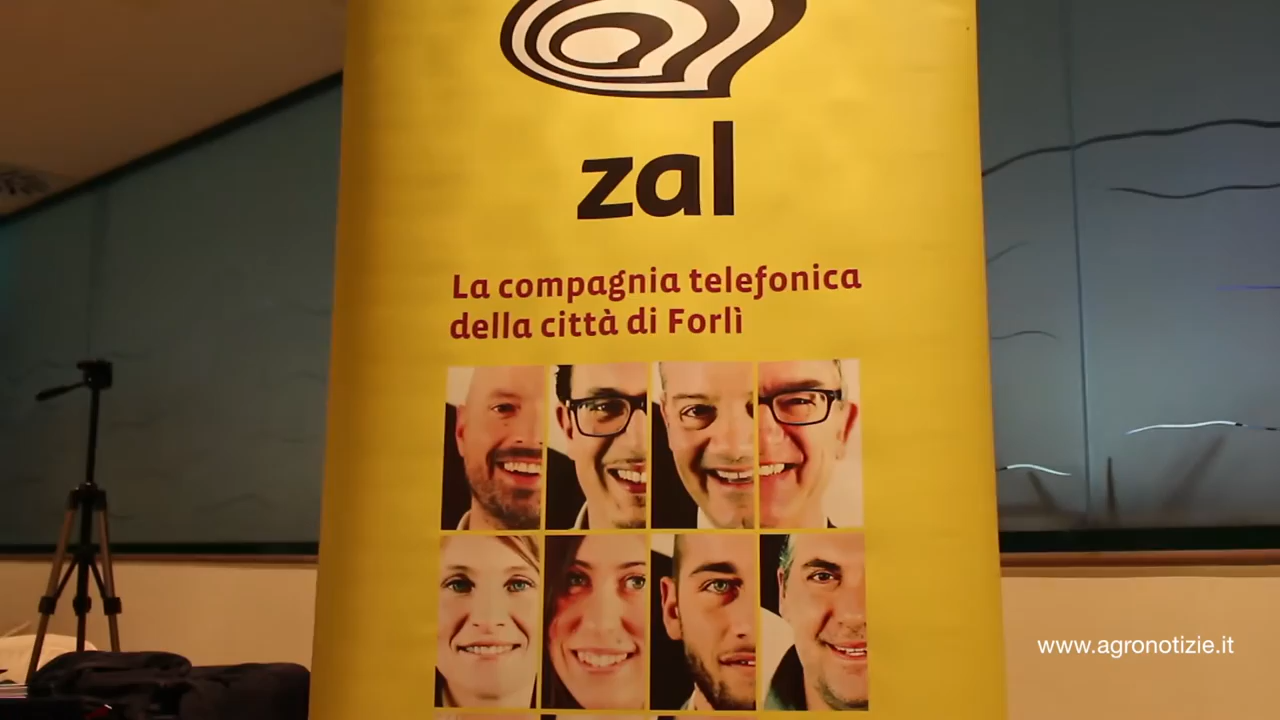 zal
La compagnia telefonica
della città di Forlì
www.agronotizie.it